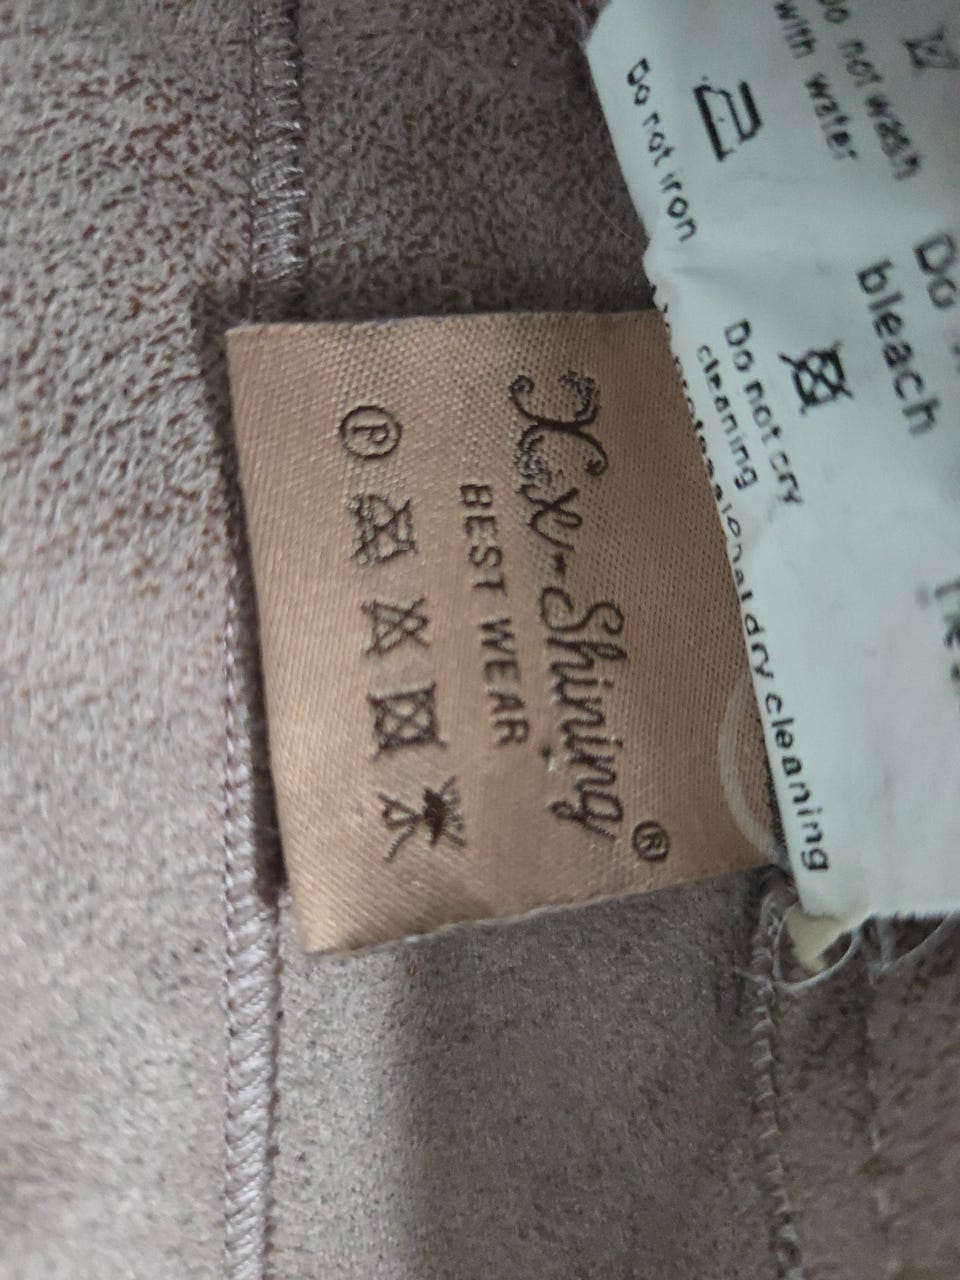 Shining ®
BEST WEAR
P
Do not wash
with water
Do not iron
Do
bleach
Do not dry
cleaning
professional dry cleaning